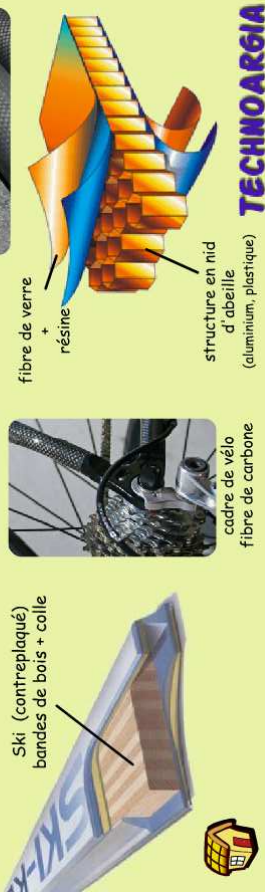 Ski (contreplaqué)
bandes de bois + colle
SKI-K
cadre de vélo
fibre de carbone
fibre de verre
+
résine
structure en nid
d'abeille
(aluminium, plastique)
TECHNOARGIA